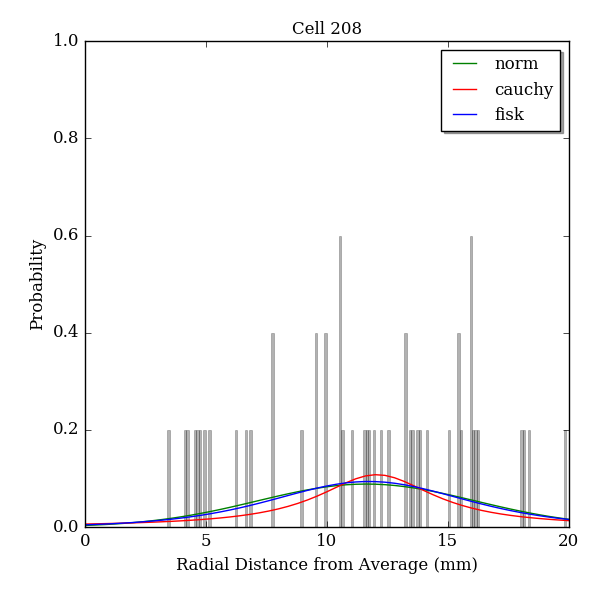 Cell 208
1.0
0.8
0.6
0.4
0.2
0.0
Probability
norm
cauchy
fisk
0 5 10 15 20
Radial Distance from Average (mm)